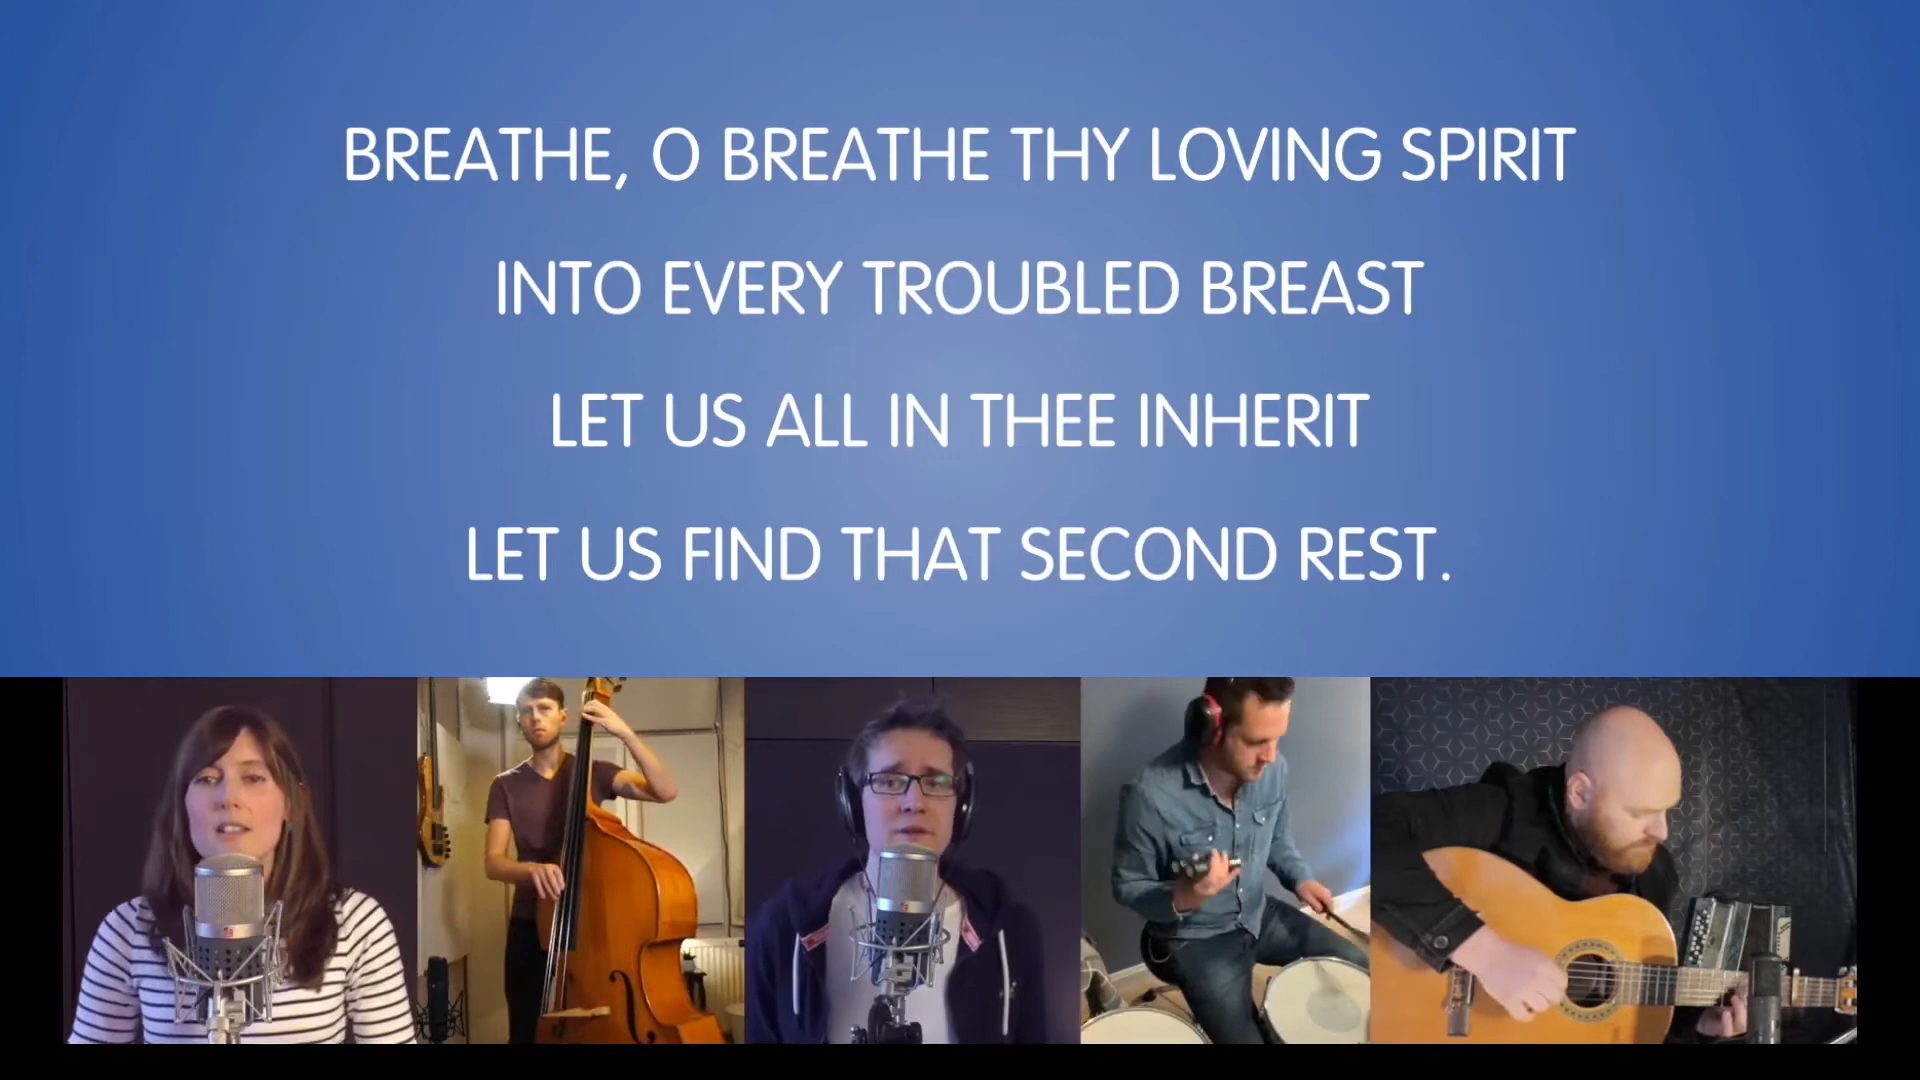 BREATHE, O BREATHE THY LOVING SPIRIT
INTO EVERY TROUBLED BREAST
LET US ALL IN THEE INHERIT
LET US FIND THAT SECOND REST.